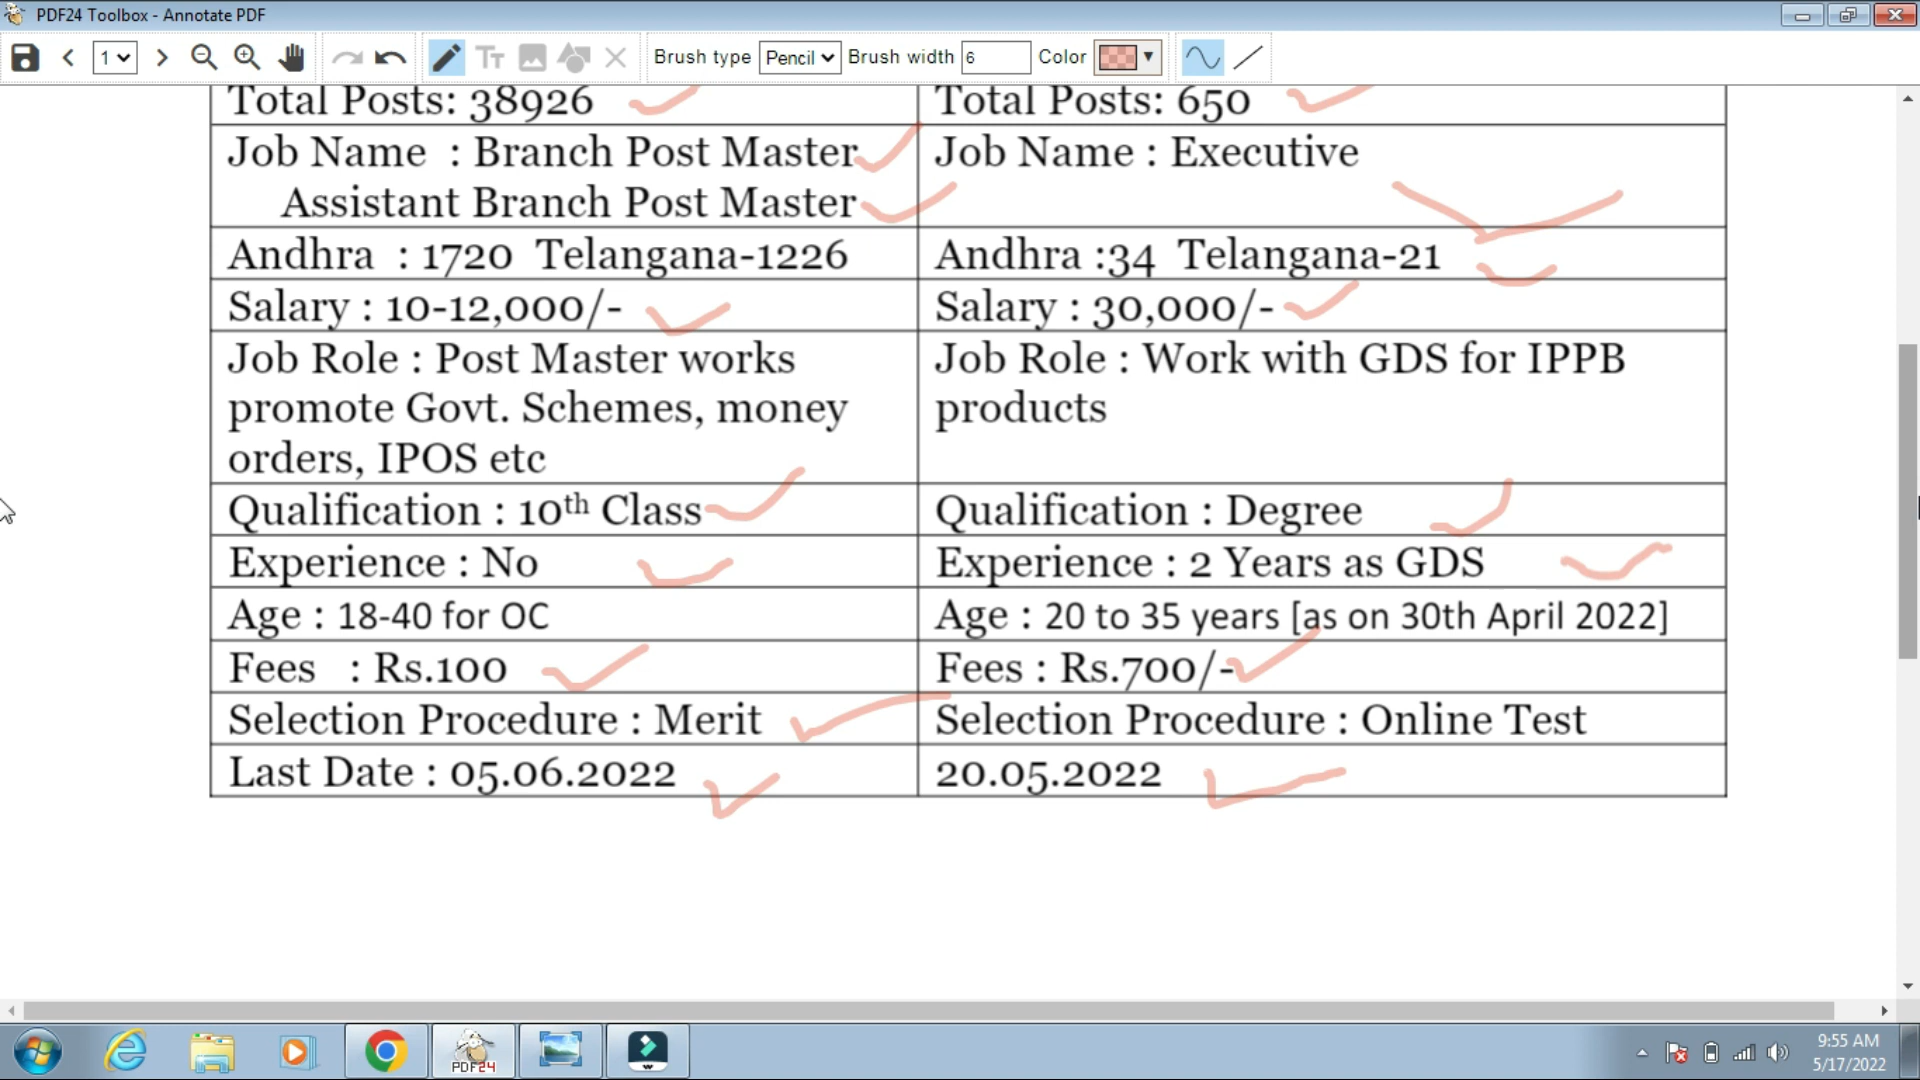 PDF24 Toolbox - Annotate PDF
1
Brush type Pencil Brush width 6 Color
Total Posts: 38926
Total Posts: 650
Job Name : Branch Post Master
Assistant Branch Post Master
Job Name : Executive
Andhra : 1720 Telangana-1226
Andhra :34 Telangana-21
Salary : 10-12,000/-
Salary : 30,000/-
Job Role : Post Master works
promote Govt. Schemes, money
orders, IPOS etc
Job Role : Work with GDS for IPPB
products
Qualification : 10th Class
Qualification : Degree
Experience : No
Experience : 2 Years as GDS
Age : 18-40 for OC
Age : 20 to 35 years [as on 30th April 2022]
Fees : Rs.100
Fees : Rs.700/-
Selection Procedure : Merit
Selection Procedure : Online Test
Last Date : 05.06.2022
20.05.2022
PDF24
9:55 AM
5/17/2022